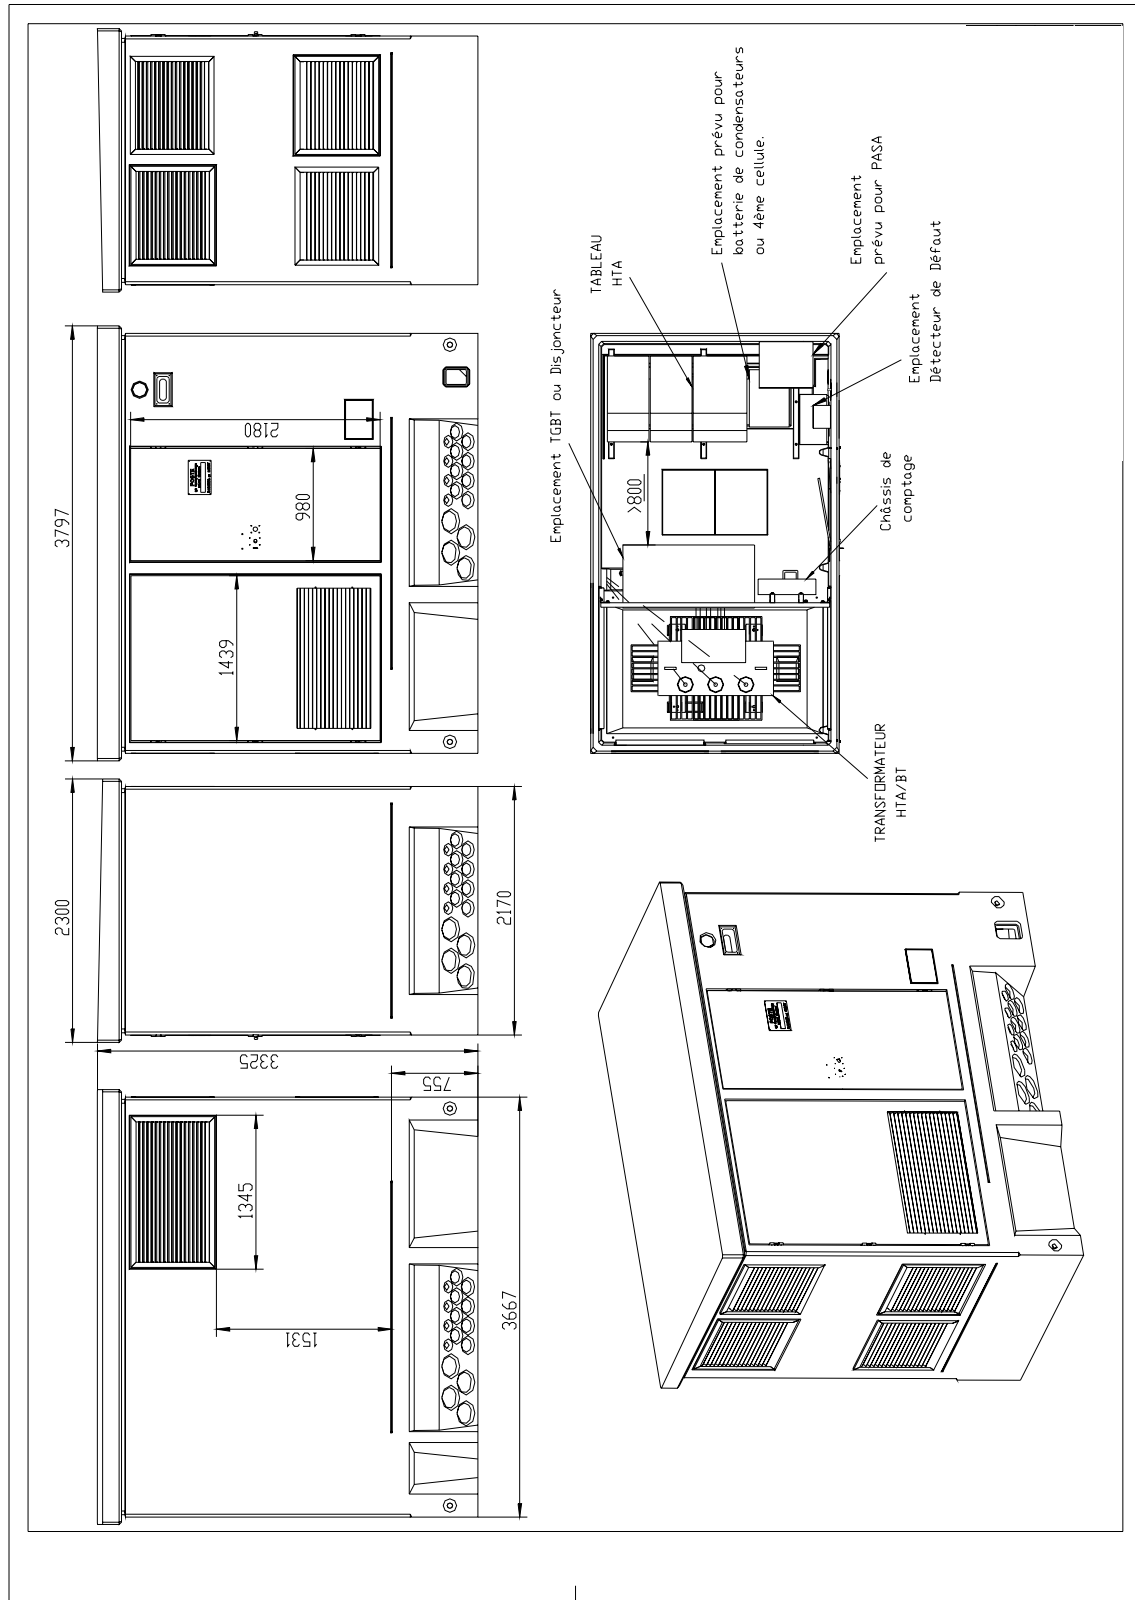 3797
2180
980
1439
2300
2170
3325
755
1345
1531
3667
Emplacement TGBT ou Disjoncteur
TABLEAU
HTA
Emplacement prévu pour
batterie de condensateurs
ou 4ème cellule.
Emplacement
prévu pour PASA
Emplacement
Détecteur de Défaut
>800
Châssis de
comptage
TRANSFORMATEUR
HTA/BT
POSTE